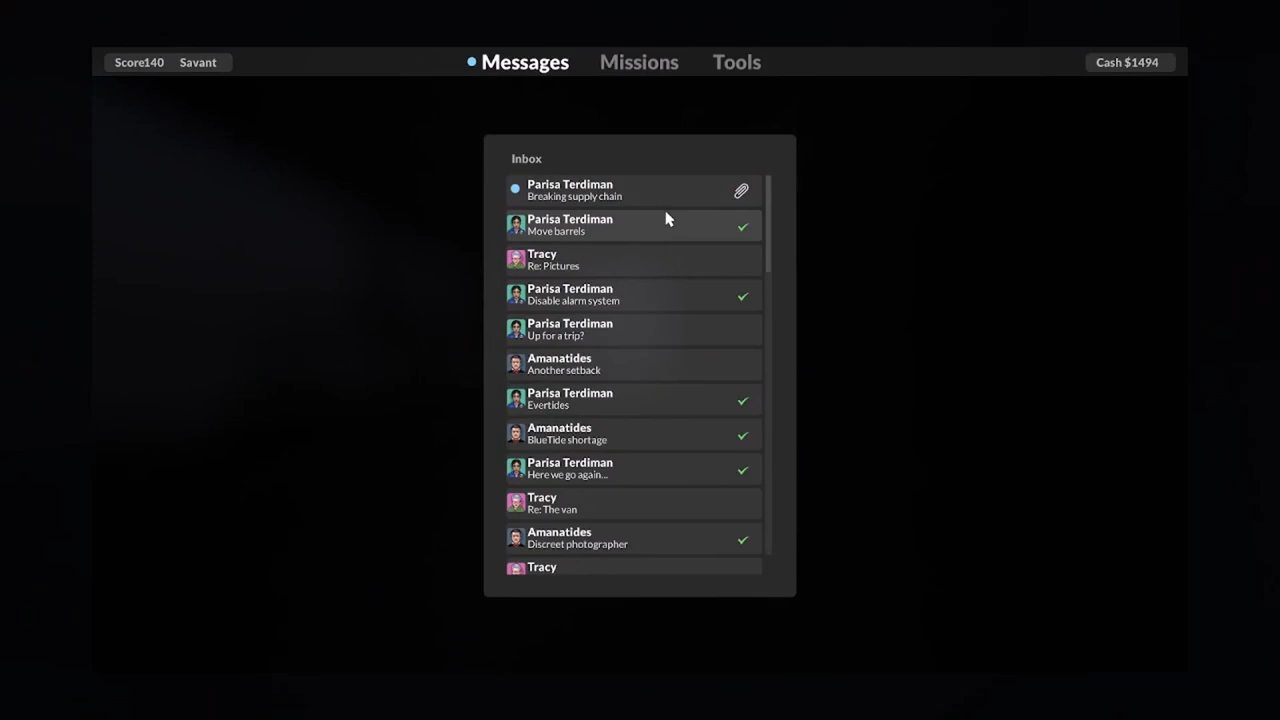 Score140 Savant Messages Missions Tools Cash $1494
Inbox
Parisa Terdiman
Breaking supply chain
Parisa Terdiman
Move barrels
Tracy
Re: Pictures
Parisa Terdiman
Disable alarm system
Parisa Terdiman
Up for a trip?
Amanatides
Another setback
Parisa Terdiman
Evertides
Amanatides
BlueTide shortage
Parisa Terdiman
Here we go again...
Tracy
Re: The van
Amanatides
Discreet photographer
Tracy